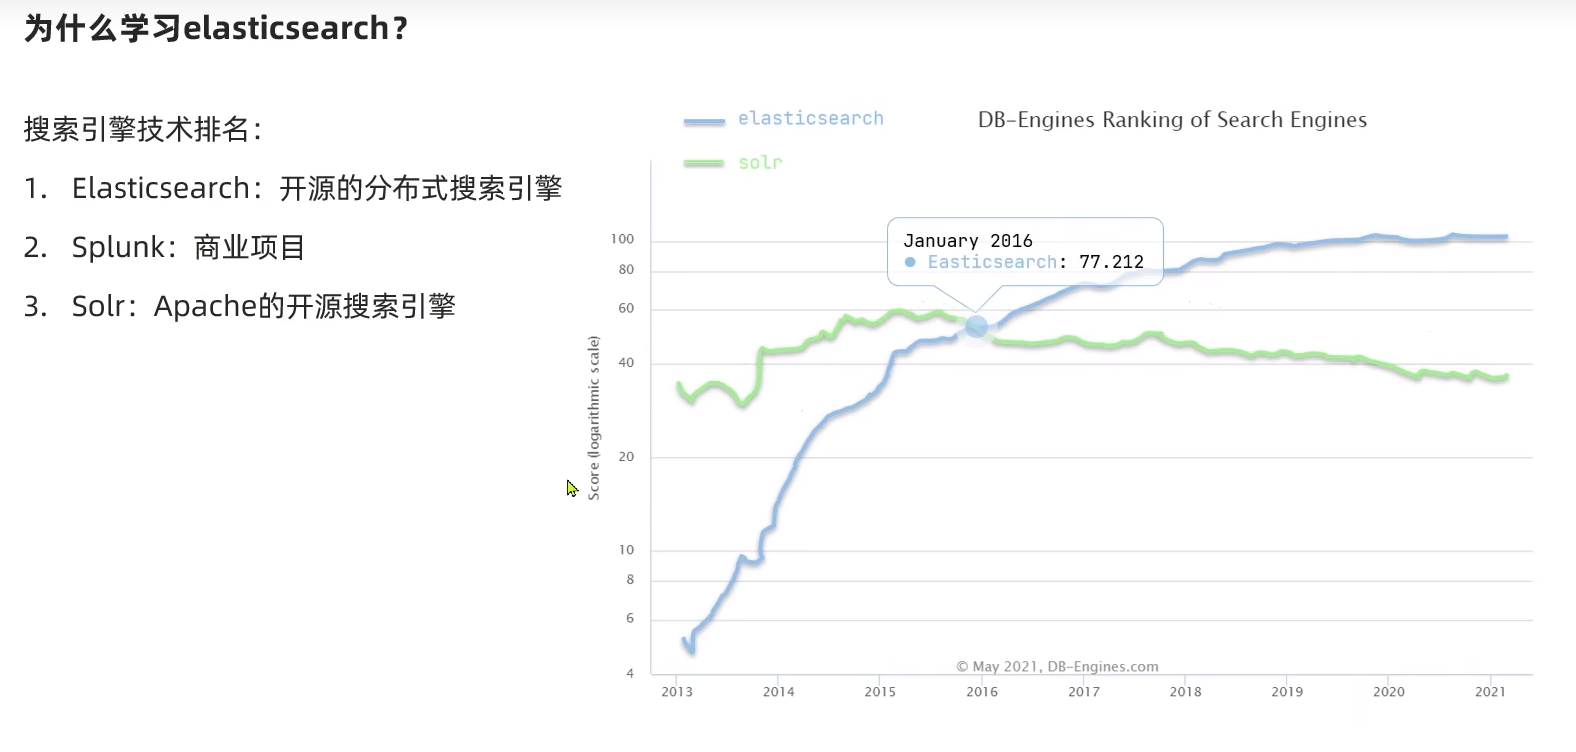 为什么学习elasticsearch？
搜索引擎技术排名：
1. Elasticsearch：开源的分布式搜索引擎
2. Splunk：商业项目
3. Solr：Apache的开源搜索引擎
elasticsearch
solr
DB-Engines Ranking of Search Engines
January 2016
Easticsearch: 77.212
Score (logarithmic scale)
100
80
60
40
20
10
8
6
4
© May 2021, DB-Engines.com
2013 2014 2015 2016 2017 2018 2019 2020 2021